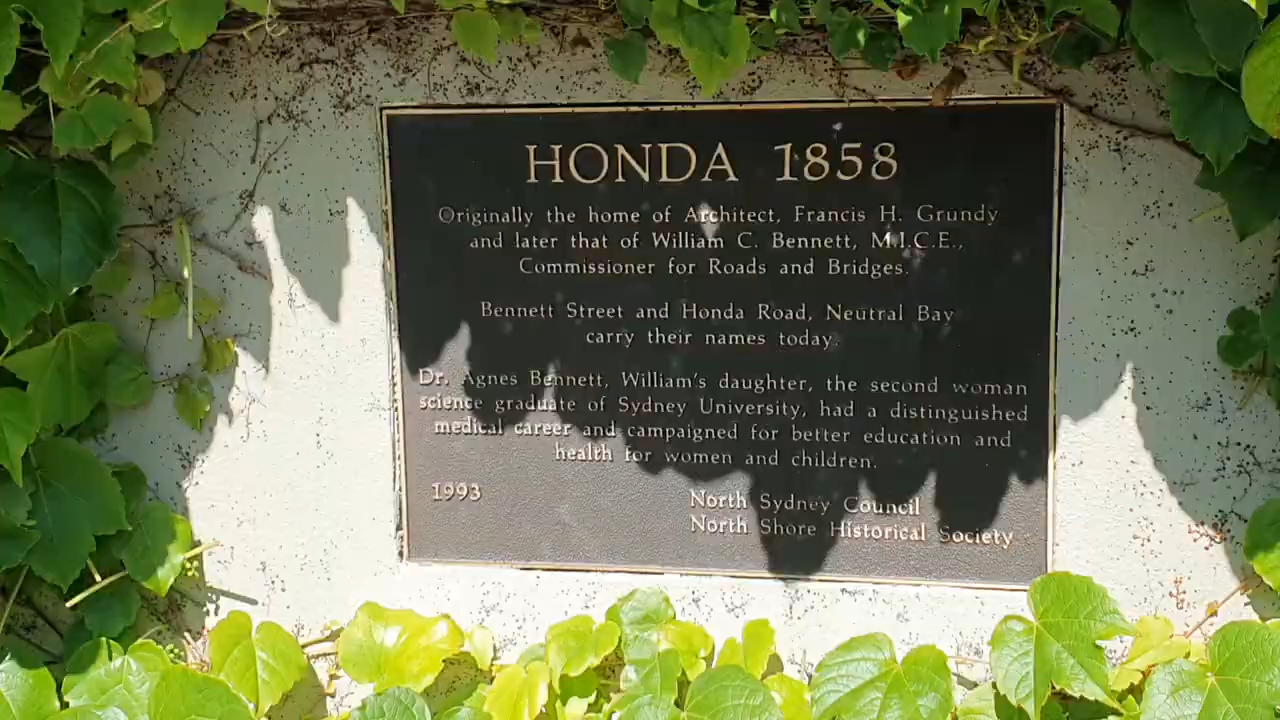 HONDA 1858
Originally the home of Architect, Francis H. Grundy
and later that of William C. Bennett, M.I.C.E.,
Commissioner for Roads and Bridges.
Bennett Street and Honda Road, Neutral Bay
carry their names today.
Dr. Agnes Bennett, William's daughter, the second woman
science graduate of Sydney University, had a distinguished
medical career and campaigned for better education and
health for women and children.
1993
North Sydney Council
North Shore Historical Society